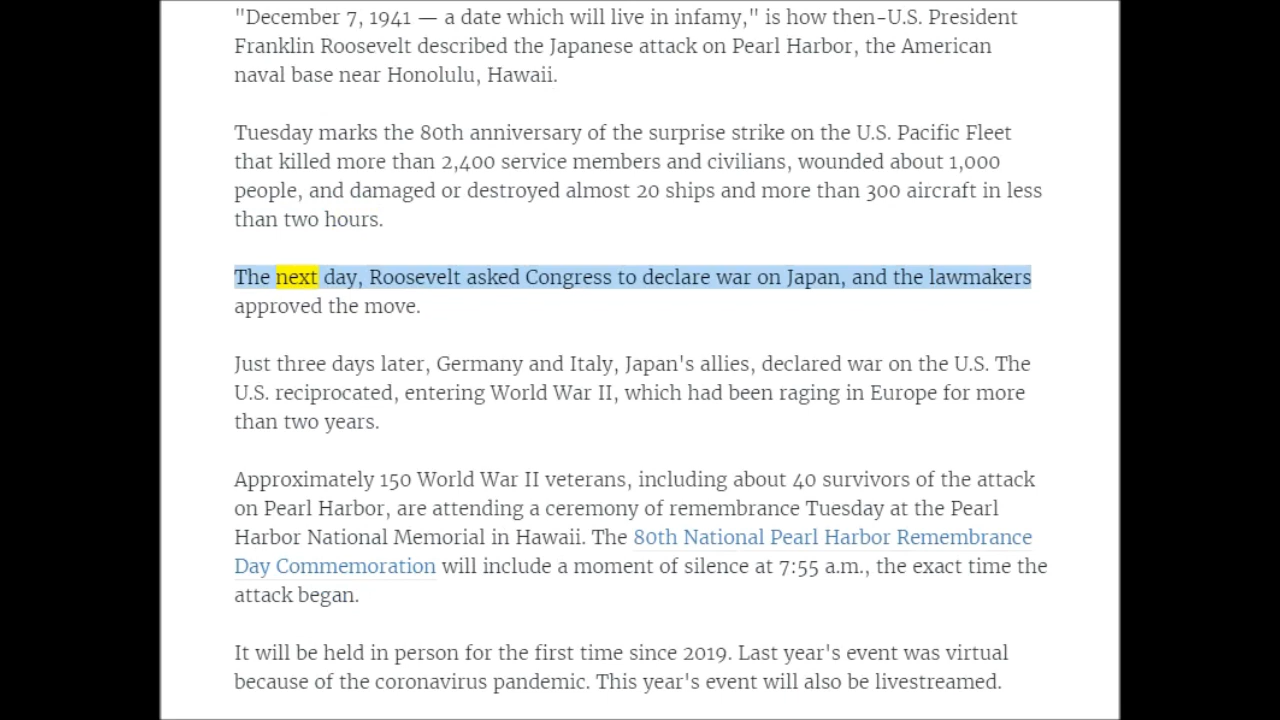 "December 7, 1941 — a date which will live in infamy," is how then-U.S. President
Franklin Roosevelt described the Japanese attack on Pearl Harbor, the American
naval base near Honolulu, Hawaii.
Tuesday marks the 80th anniversary of the surprise strike on the U.S. Pacific Fleet
that killed more than 2,400 service members and civilians, wounded about 1,000
people, and damaged or destroyed almost 20 ships and more than 300 aircraft in less
than two hours.
The next day, Roosevelt asked Congress to declare war on Japan, and the lawmakers
approved the move.
Just three days later, Germany and Italy, Japan's allies, declared war on the U.S. The
U.S. reciprocated, entering World War II, which had been raging in Europe for more
than two years.
Approximately 150 World War II veterans, including about 40 survivors of the attack
on Pearl Harbor, are attending a ceremony of remembrance Tuesday at the Pearl
Harbor National Memorial in Hawaii. The 80th National Pearl Harbor Remembrance
Day Commemoration will include a moment of silence at 7:55 a.m., the exact time the
attack began.
It will be held in person for the first time since 2019. Last year's event was virtual
because of the coronavirus pandemic. This year's event will also be livestreamed.